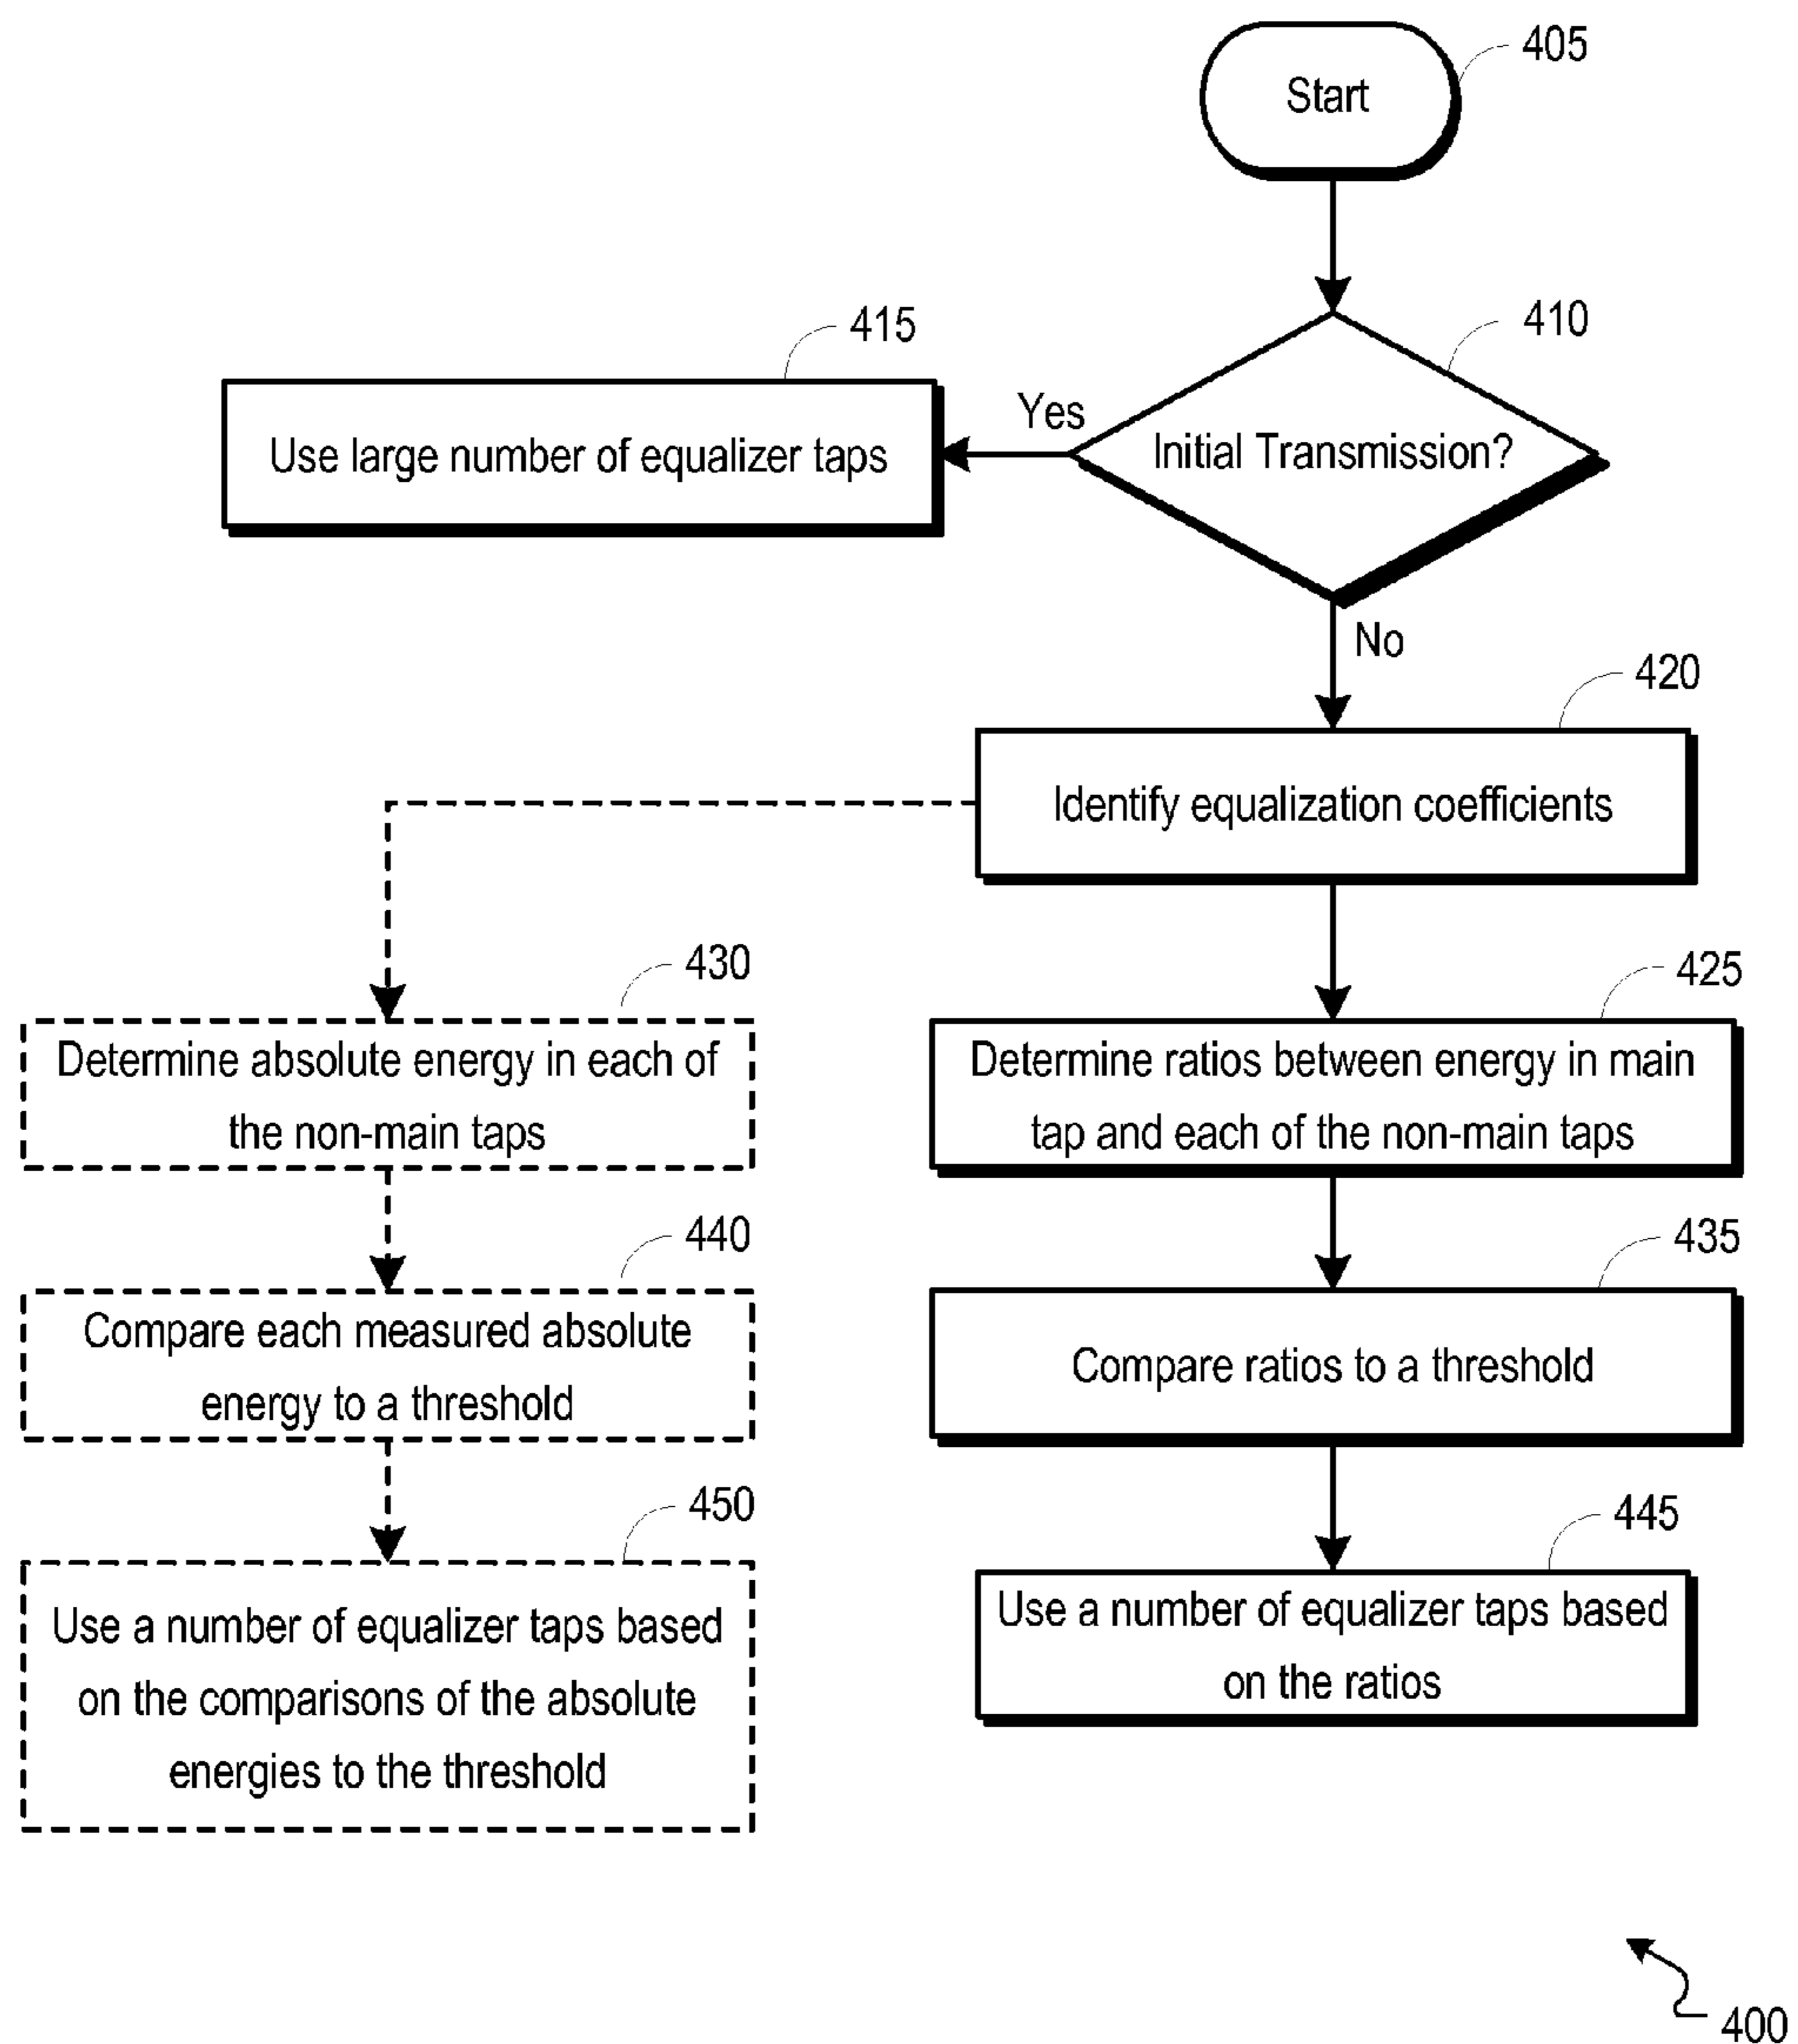 405
Start
410
415
Yes
Initial Transmission?
Use large number of equalizer taps
No
420
Identify equalization coefficients
430
425
Determine absolute energy in each of
the non-main taps
Determine ratios between energy in main
tap and each of the non-main taps
440
435
Compare each measured absolute
energy to a threshold
Compare ratios to a threshold
450
445
Use a number of equalizer taps based
on the comparisons of the absolute
energies to the threshold
Use a number of equalizer taps based
on the ratios
400